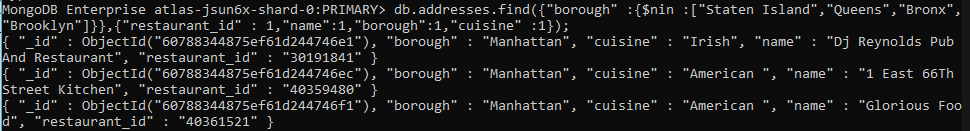 MongoDB Enterprise atlas-jsun6x-shard-0:PRIMARY> db.addresses.find({"borough" :{$nin :["Staten Island","Queens","Bronx",
"Brooklyn"]}},{"restaurant_id" : 1,"name":1,"borough":1,"cuisine" :1});
{ "_id" : ObjectId("60788344875ef61d244746e1"), "borough" : "Manhattan", "cuisine" : "Irish", "name" : "Dj Reynolds Pub
And Restaurant", "restaurant_id" : "30191841" }
{ "_id" : ObjectId("60788344875ef61d244746ec"), "borough" : "Manhattan", "cuisine" : "American ", "name" : "1 East 66Th
Street Kitchen", "restaurant_id" : "40359480" }
{ "_id" : ObjectId("60788344875ef61d244746f1"), "borough" : "Manhattan", "cuisine" : "American ", "name" : "Glorious Foo
d", "restaurant_id" : "40361521" }